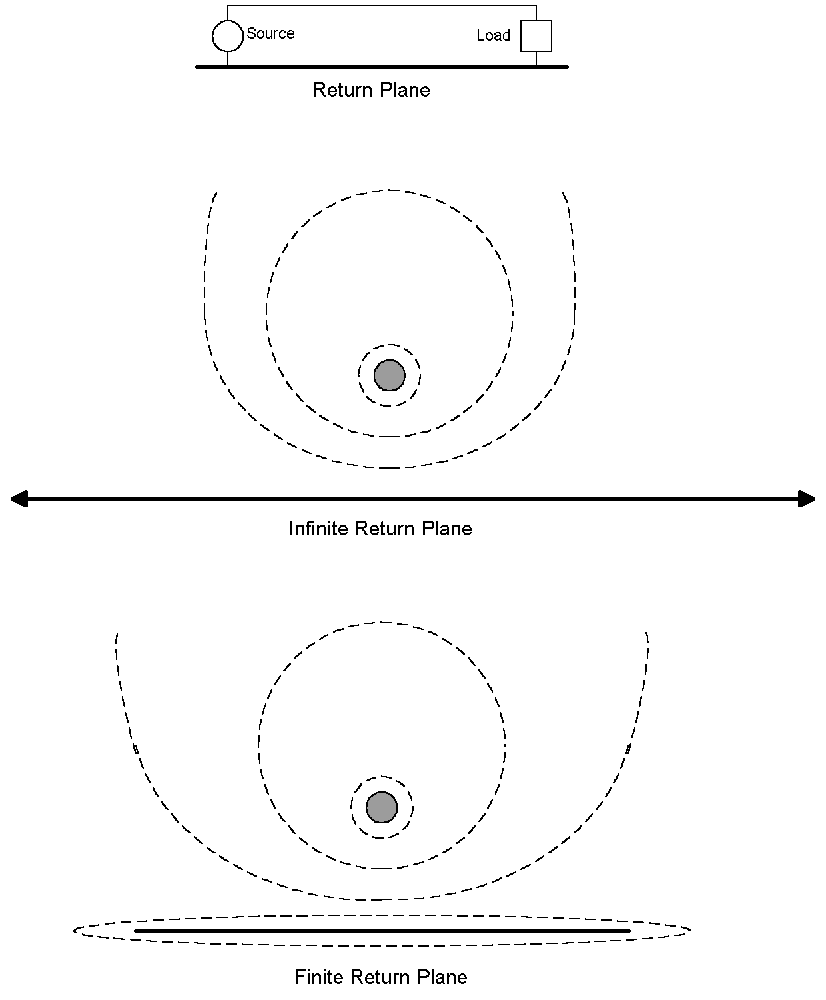 Source
Load
Return Plane
Infinite Return Plane
Finite Return Plane